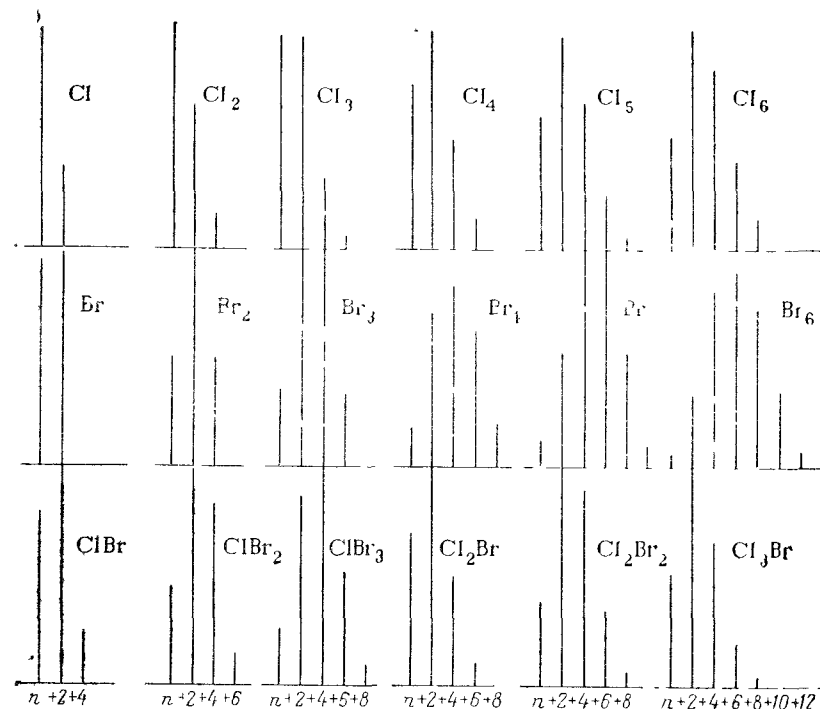 Cl Cl₂ Cl₃ Cl₄ Cl₅ Cl₆
Br Br₂ Br₃ Br₄ Br Br₆
ClBr ClBr₂ ClBr₃ Cl₂Br Cl₂Br₂ Cl₃Br
n +2+4 n +2+4+6 n +2+4+6+8 n+2+4+6+8 n+2+4+6+8 n+2+4+6+8+10+12